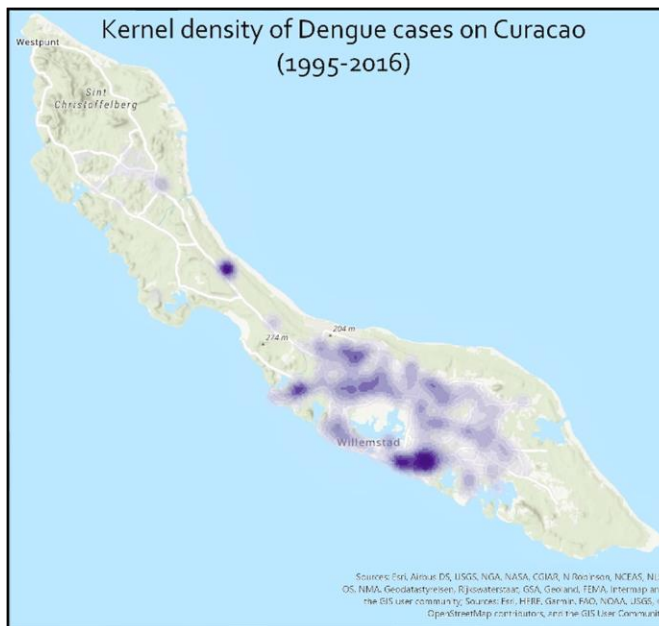 Kernel density of Dengue cases on Curacao
(1995-2016)
Westpunt
Sint
Christoffelberg
204 m
274 m
Willemstad
Sources: Esri, Airbus DS, USGS, NGA, NASA, CGIAR, N Robinson, NCEAS, NL
OS, NMA, Geodatastyrelsen, Rijkswaterstaat, GSA, Geoland, FEMA, Intermap an
the GIS user community, Sources: Esri, HERE, Garmin, FAO, NOAA, USGS,
OpenStreetMap contributors, and the GIS User Communit